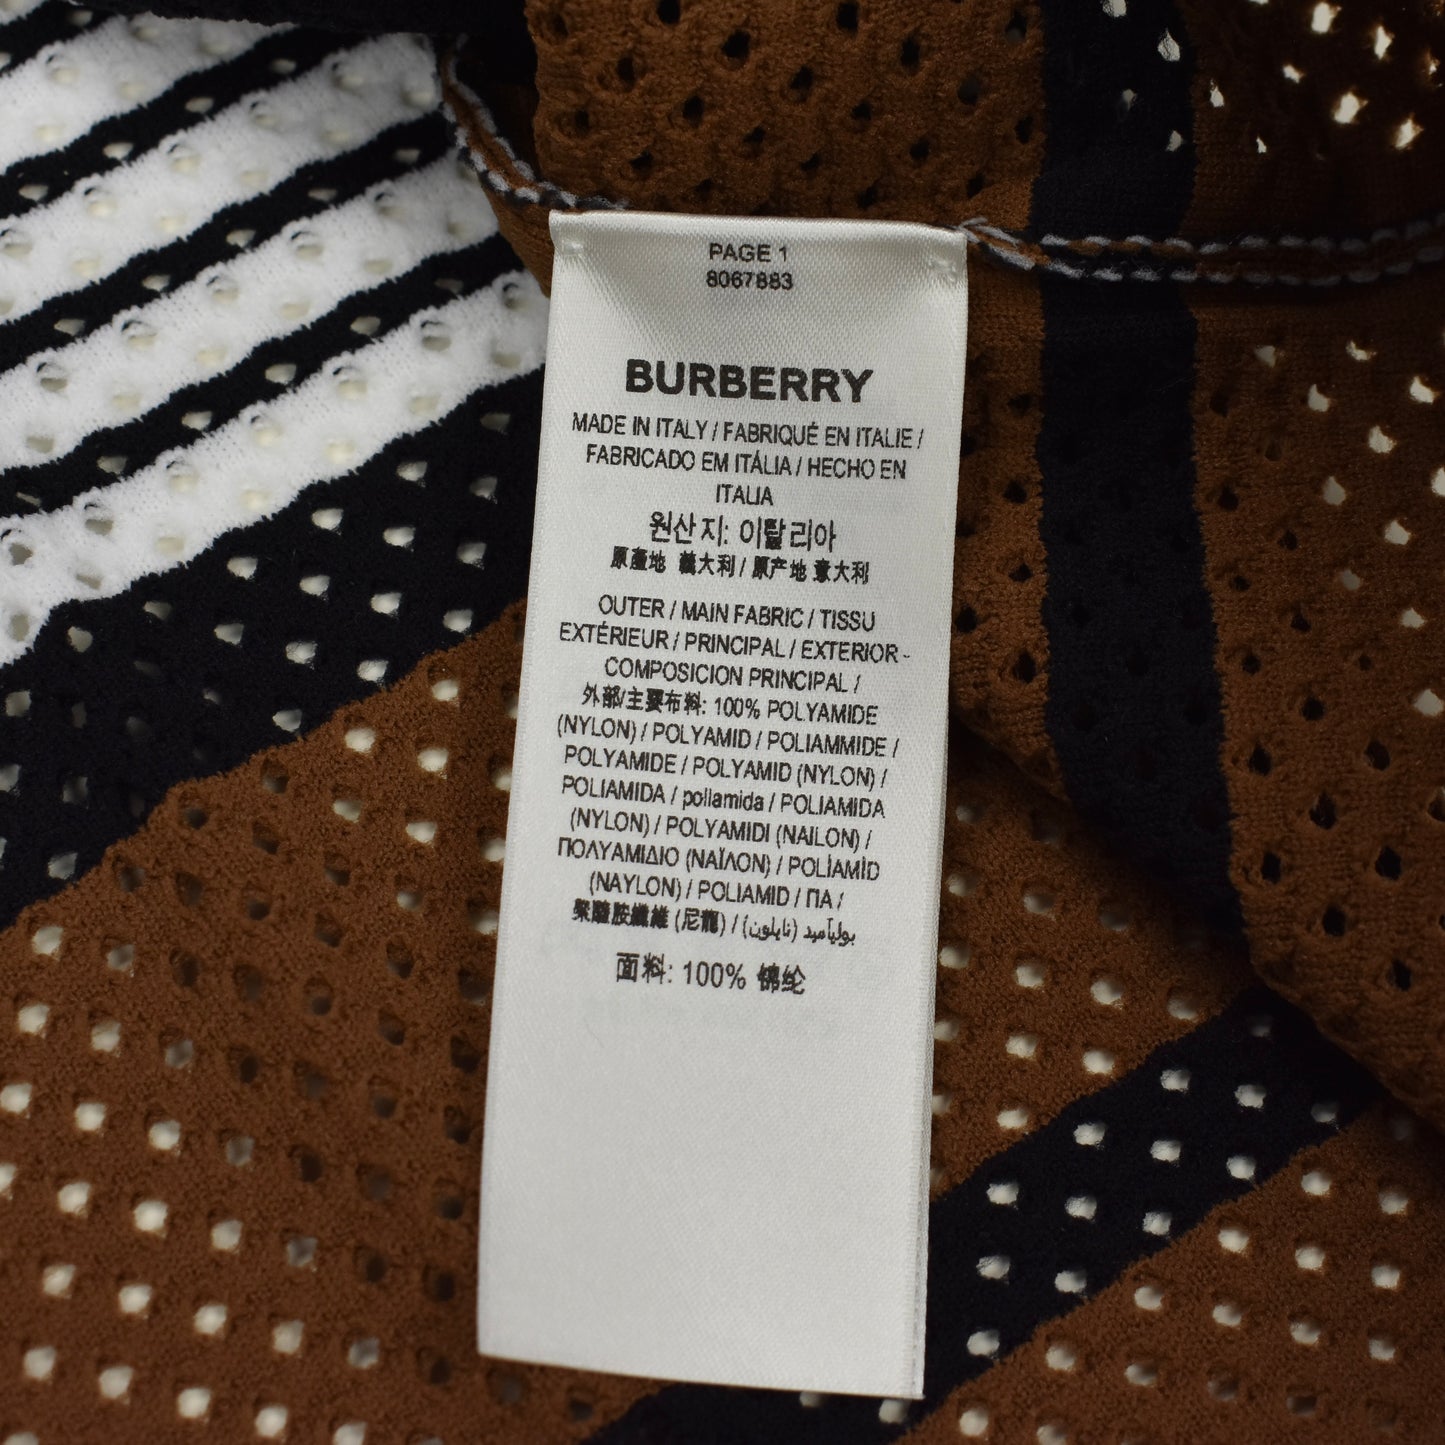 PAGE 1
8067883
BURBERRY
MADE IN ITALY / FABRIQUÉ EN ITALIE /
FABRICADO EM ITÁLIA / HECHO EN
ITALIA
원산지: 이탈리아
原產地 義大利 / 原产地 意大利
OUTER / MAIN FABRIC / TISSU
EXTÉRIEUR / PRINCIPAL / EXTERIOR -
COMPOSICION PRINCIPAL /
外部/主要布料: 100% POLYAMIDE
(NYLON) / POLYAMID / POLIAMMIDE /
POLYAMIDE / POLYAMID (NYLON) /
POLIAMIDA / poliamida / POLIAMIDA
(NYLON) / POLYAMIDI (NAILON) /
ΠΟΛΥΑΜΙΔΙΟ (ΝΑΪΛΟΝ) / POLİAMİD
(NAYLON) / POLIAMID / ПА /
聚醯胺纖維 (尼龍) / بولياميد (نايلون)
面料: 100% 锦纶